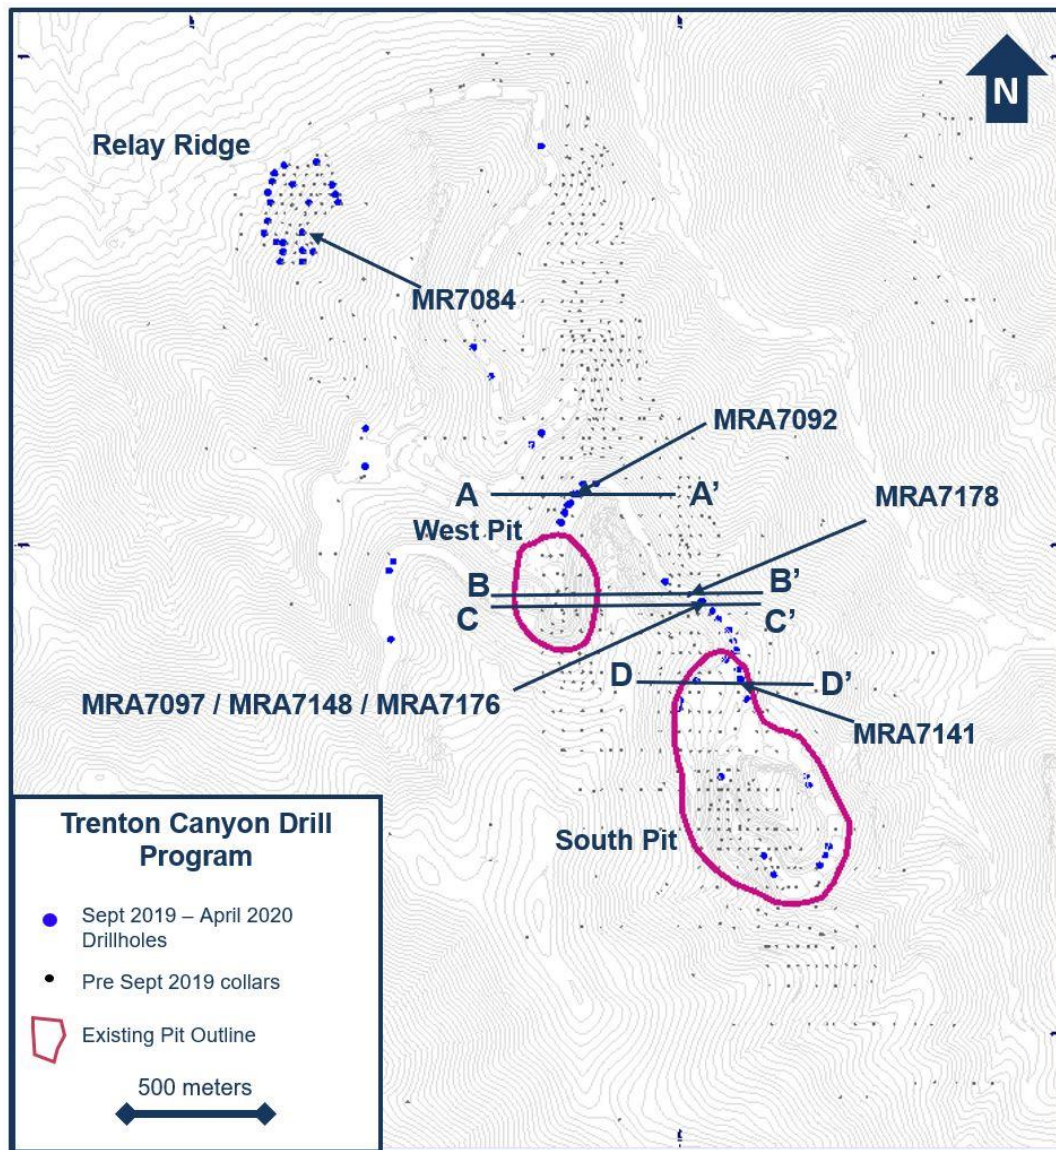 N
Relay Ridge
MR7084
MRA7092
A
A’
MRA7178
West Pit
B
B’
C
C’
D
D’
MRA7097 / MRA7148 / MRA7176
MRA7141
South Pit
Trenton Canyon Drill
Program
Sept 2019 – April 2020
Drillholes
Pre Sept 2019 collars
Existing Pit Outline
500 meters